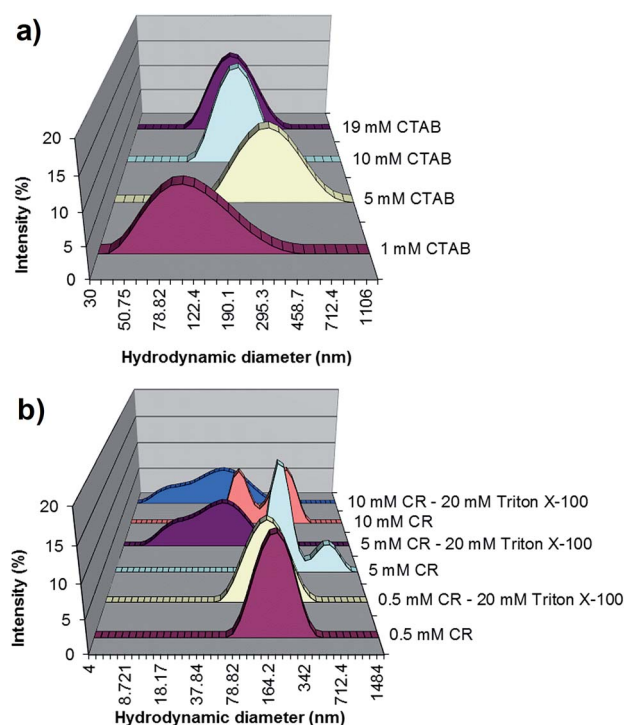 a)
20
15
10
5
0
Intensity (%)
19 mM CTAB
10 mM CTAB
5 mM CTAB
1 mM CTAB
30
50.75
78.82
122.4
190.1
295.3
458.7
712.4
1106
Hydrodynamic diameter (nm)
b)
20
15
10
5
0
Intensity (%)
10 mM CR - 20 mM Triton X-100
10 mM CR
5 mM CR - 20 mM Triton X-100
5 mM CR
0.5 mM CR - 20 mM Triton X-100
0.5 mM CR
4
8.721
18.17
37.84
78.82
164.2
342
712.4
1484
Hydrodynamic diameter (nm)